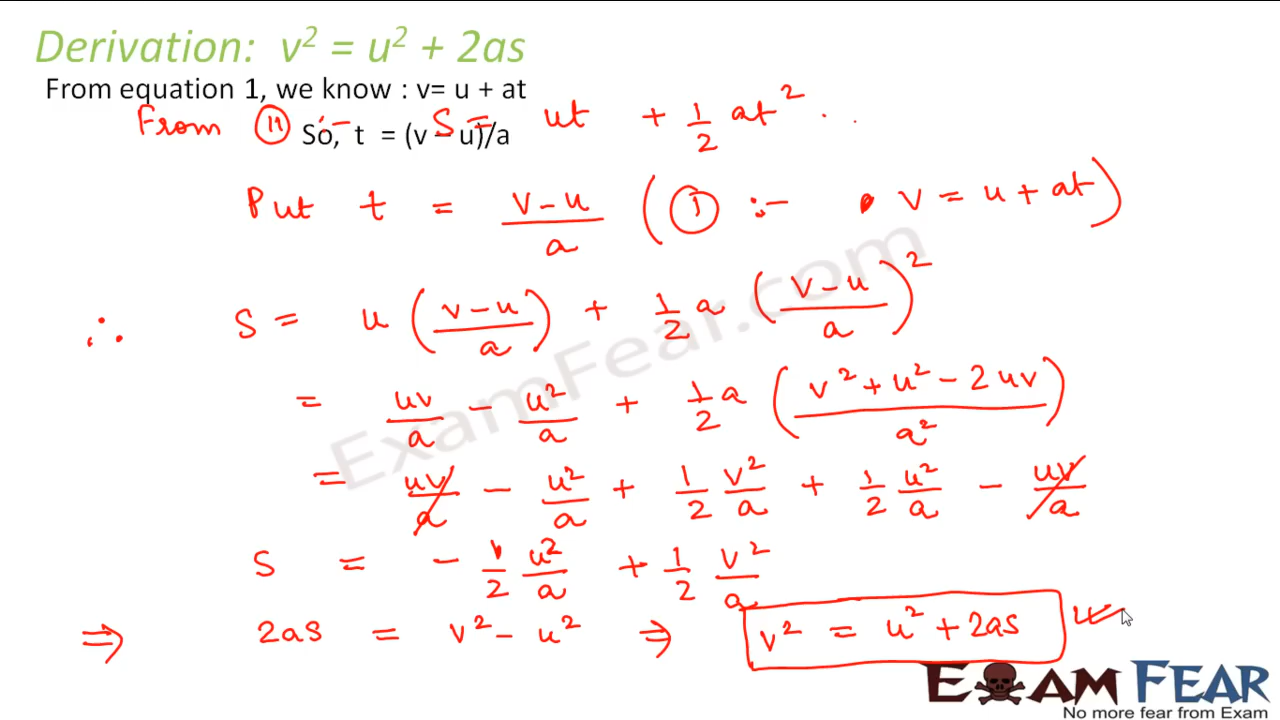 Derivation: v² = u² + 2as
From equation 1, we know : v= u + at
From (II) :- S = ut + 1/2 at² . .
So, t = (v – u)/a
Put t = (v – u)/a ( (I) :- v = u + at )
∴ S = u ( (v – u)/a ) + 1/2 a ( (v – u)/a )²
= uv/a – u²/a + 1/2 a ( (v² + u² – 2uv)/a² )
= uv/a – u²/a + 1/2 v²/a + 1/2 u²/a – uv/a
S = – 1/2 u²/a + 1/2 v²/a
⇒ 2as = v² – u² ⇒ v² = u² + 2as
ExamFear.com
EXAM FEAR
No more fear from Exam